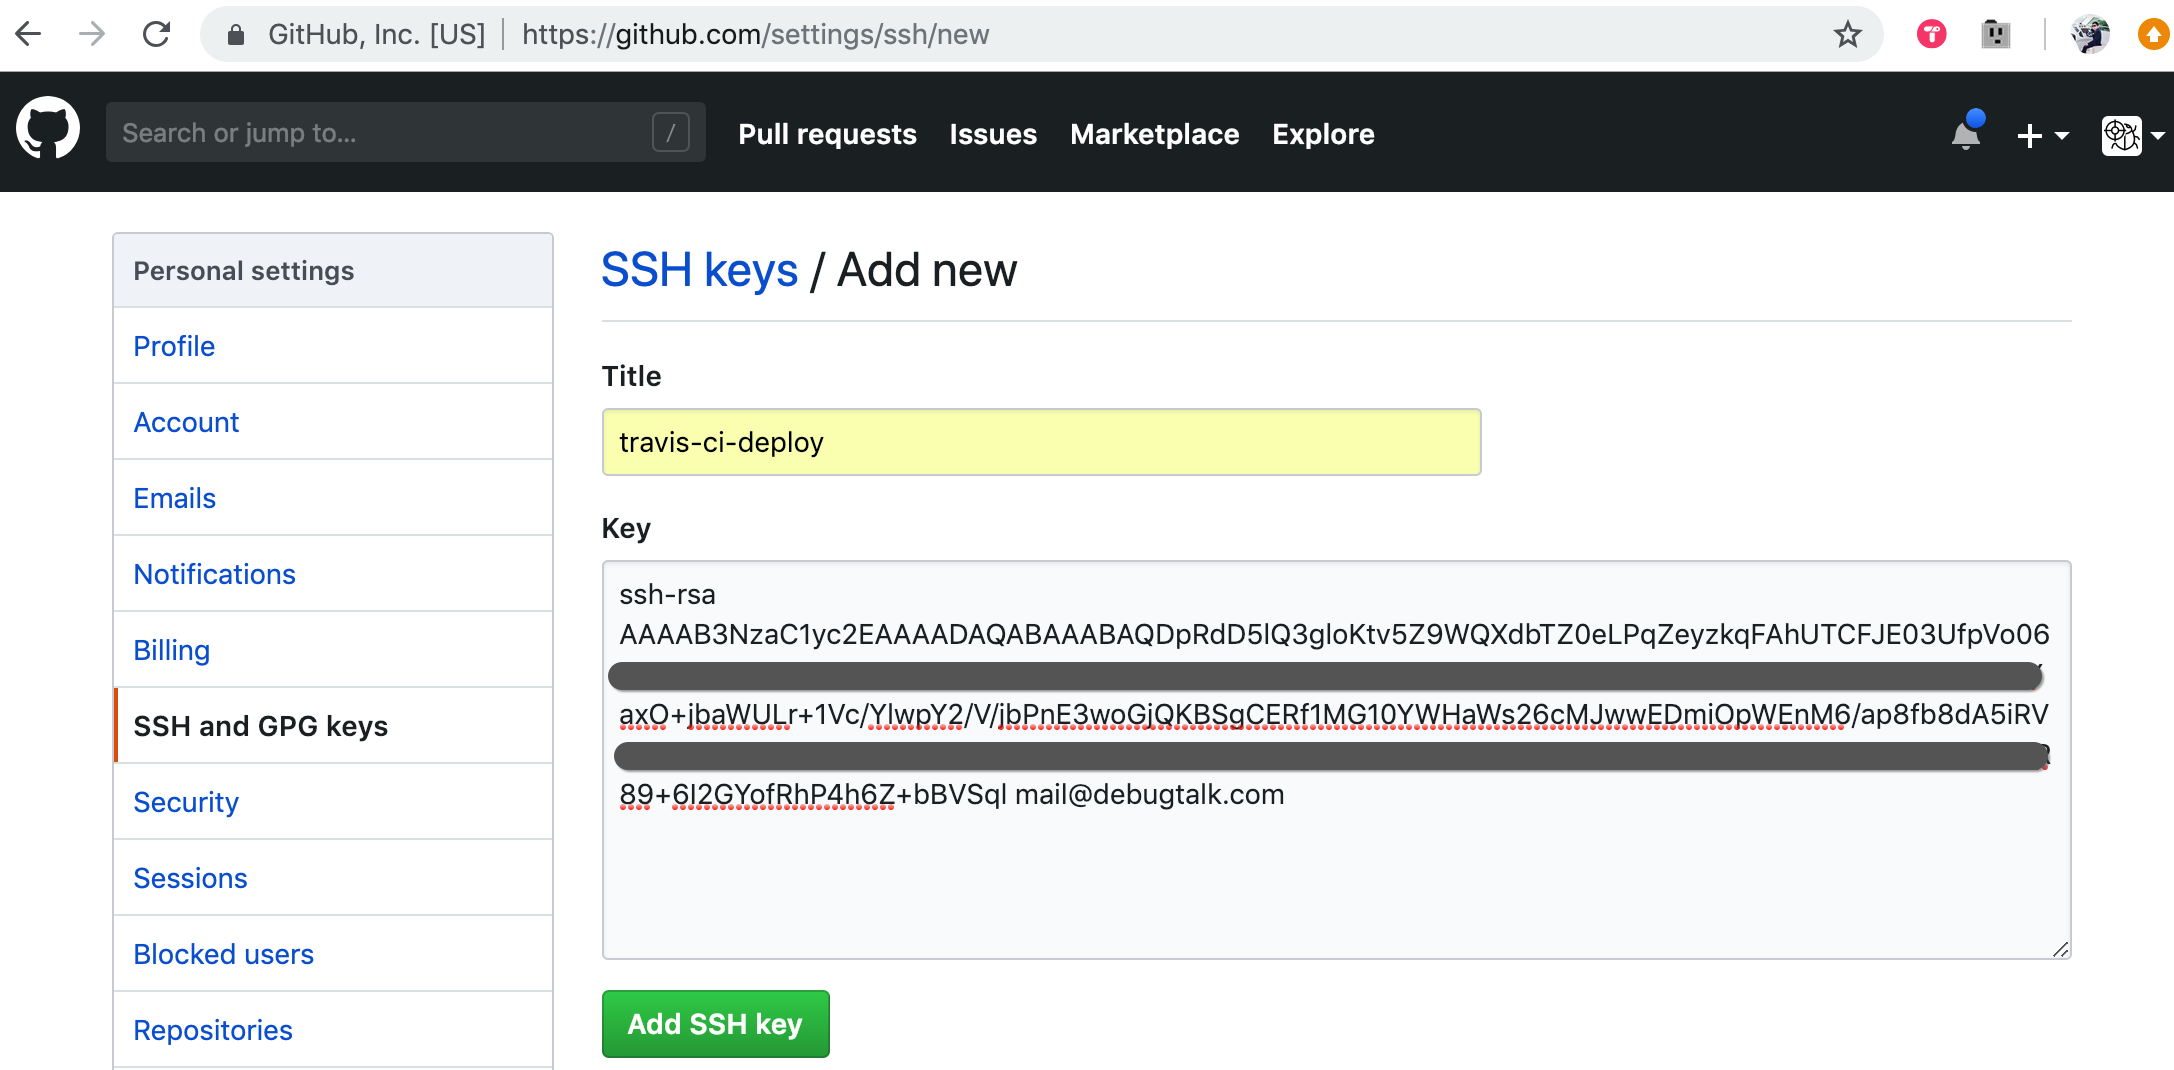 GitHub, Inc. [US] | https://github.com/settings/ssh/new
Search or jump to... /
Pull requests Issues Marketplace Explore
Personal settings
Profile
Account
Emails
Notifications
Billing
SSH and GPG keys
Security
Sessions
Blocked users
Repositories
SSH keys / Add new
Title
travis-ci-deploy
Key
ssh-rsa
AAAAB3NzaC1yc2EAAAADAQABAAABAQDpRdD5lQ3gloKtv5Z9WQXdbTZ0eLPqZeyzkqFAhUTCFJE03UfpVo06
axO+jbaWULr+1Vc/YlwpY2/V/jbPnE3woGjQKBSgCERf1MG10YWHaWs26cMJwwEDmiOpWEnM6/ap8fb8dA5iRV
89+6I2GYofRhP4h6Z+bBVSql mail@debugtalk.com
Add SSH key